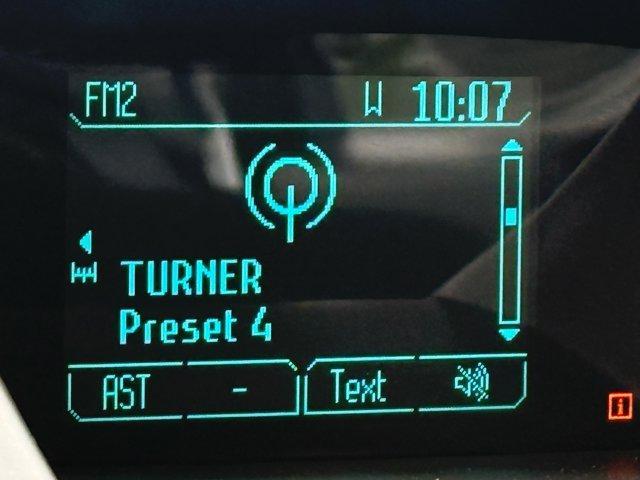 FM2 W 10:07
TURNER
Preset 4
AST - Text
i